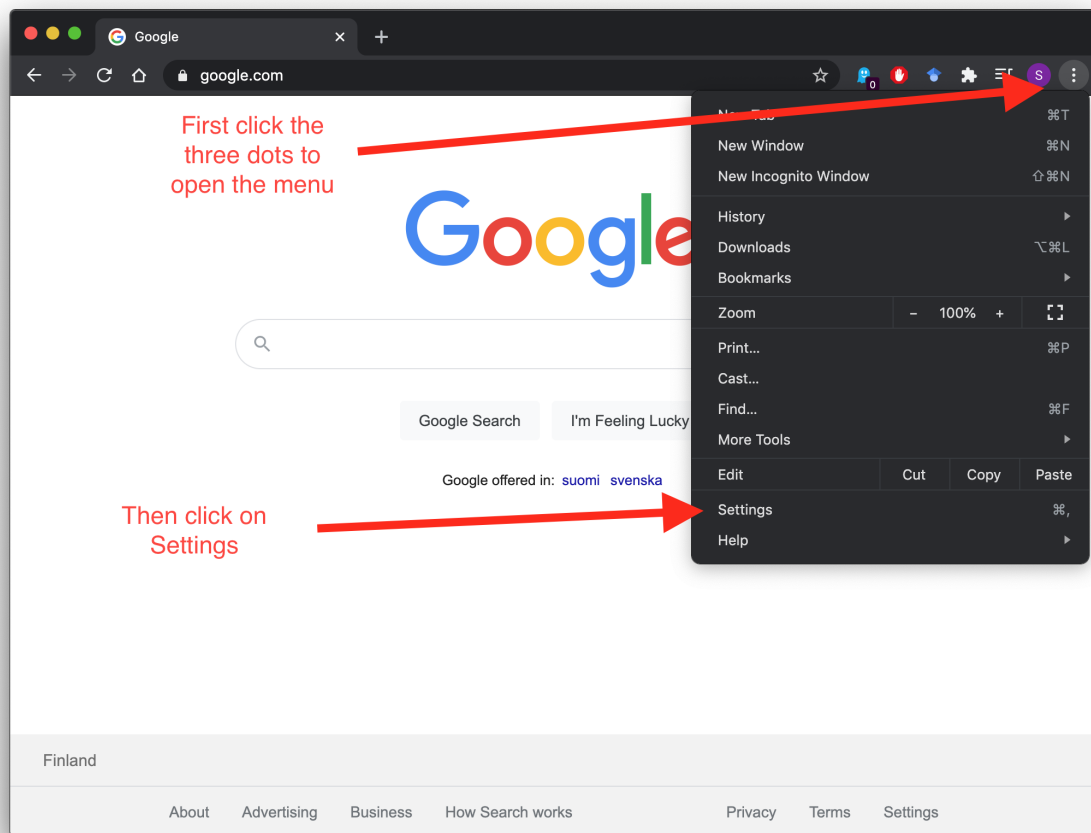 Google
google.com
0
S
First click the
three dots to
open the menu
Google
Google Search I'm Feeling Lucky
Google offered in: suomi svenska
Then click on
Settings
New Tab ⌘T
New Window ⌘N
New Incognito Window ⇧⌘N
History
Downloads ⌥⌘L
Bookmarks
Zoom - 100% +
Print... ⌘P
Cast...
Find... ⌘F
More Tools
Edit Cut Copy Paste
Settings ⌘,
Help
Finland
About Advertising Business How Search works Privacy Terms Settings